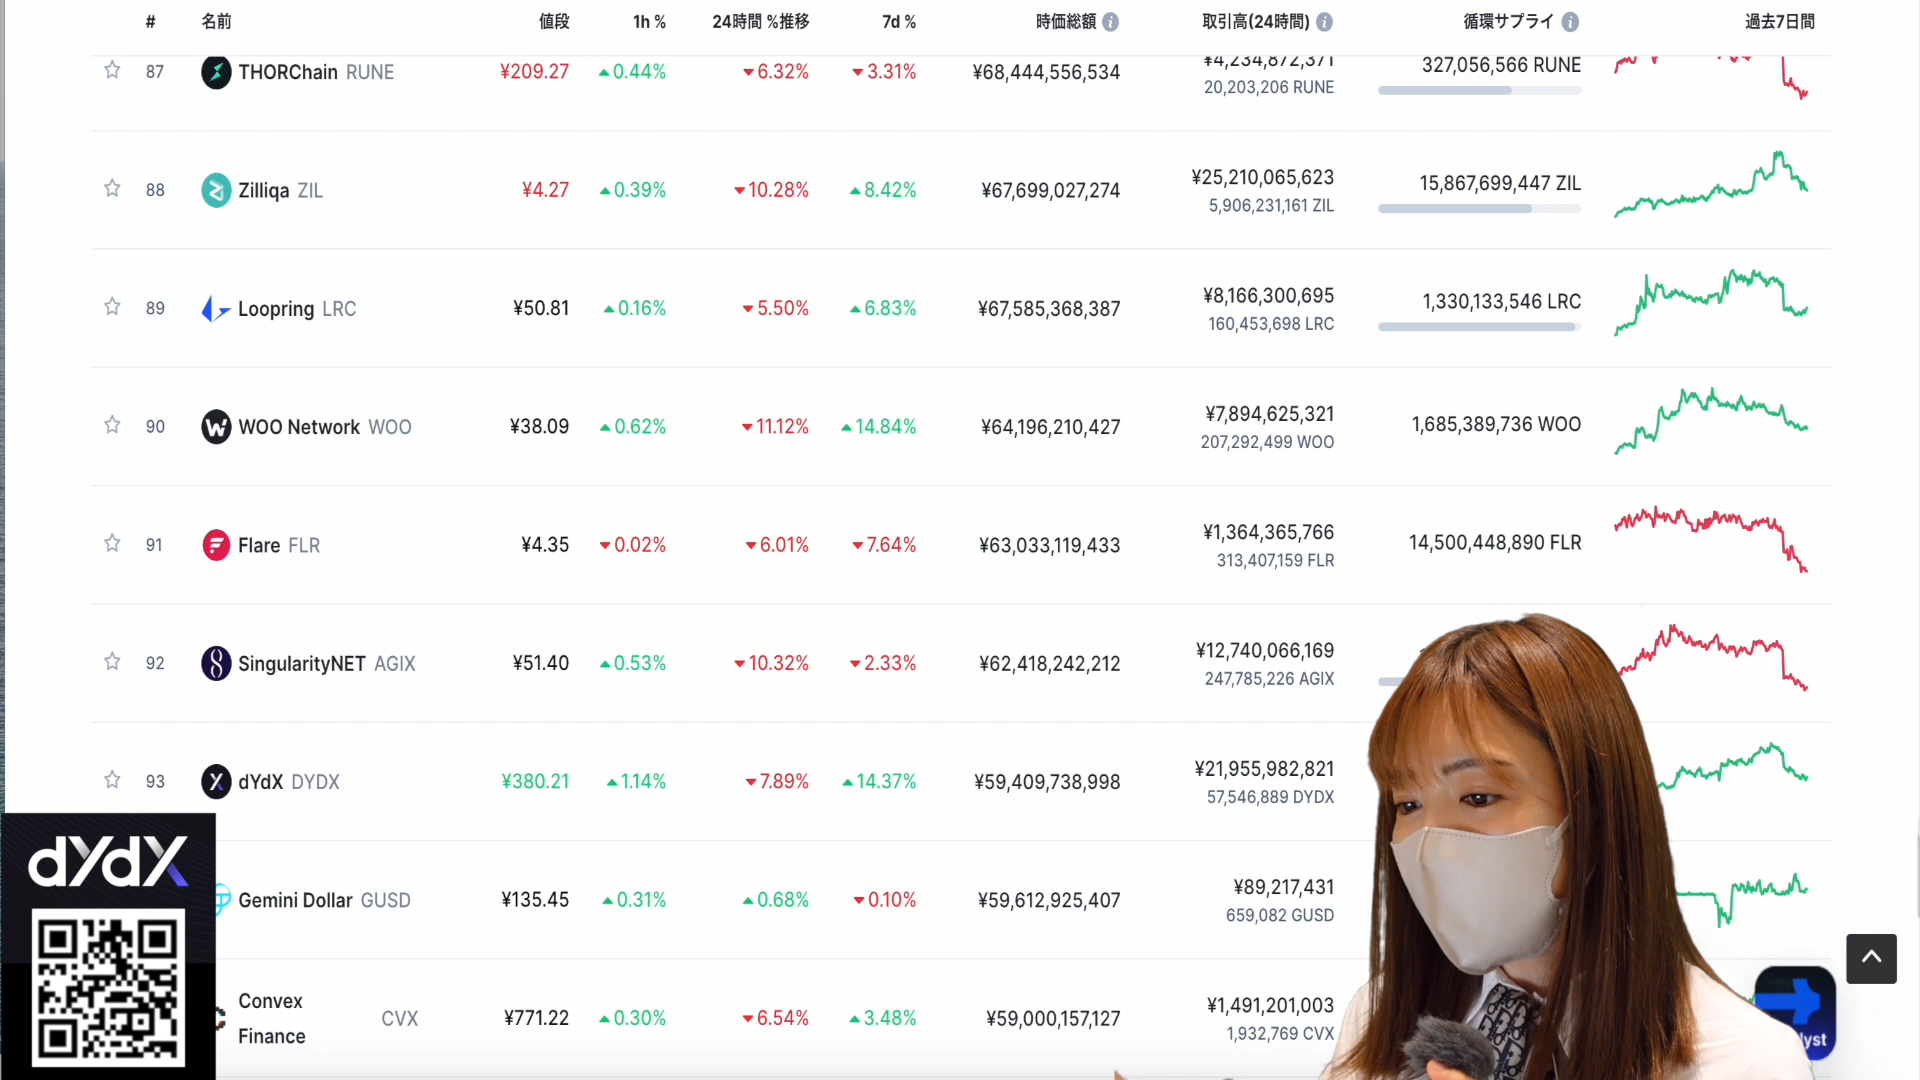 # 名前 値段 1h % 24時間 %推移 7d % 時価総額 取引高(24時間) 循環サプライ 過去7日間
87 THORChain RUNE ¥209.27 0.44% 6.32% 3.31% ¥68,444,556,534 ¥4,234,872,371 327,056,566 RUNE
20,203,206 RUNE
88 Zilliqa ZIL ¥4.27 0.39% 10.28% 8.42% ¥67,699,027,274 ¥25,210,065,623 15,867,699,447 ZIL
5,906,231,161 ZIL
89 Loopring LRC ¥50.81 0.16% 5.50% 6.83% ¥67,585,368,387 ¥8,166,300,695 1,330,133,546 LRC
160,453,698 LRC
90 WOO Network WOO ¥38.09 0.62% 11.12% 14.84% ¥64,196,210,427 ¥7,894,625,321 1,685,389,736 WOO
207,292,499 WOO
91 Flare FLR ¥4.35 0.02% 6.01% 7.64% ¥63,033,119,433 ¥1,364,365,766 14,500,448,890 FLR
313,407,159 FLR
92 SingularityNET AGIX ¥51.40 0.53% 10.32% 2.33% ¥62,418,242,212 ¥12,740,066,169
247,785,226 AGIX
93 dYdX DYDX ¥380.21 1.14% 7.89% 14.37% ¥59,409,738,998 ¥21,955,982,821
57,546,889 DYDX
dYdX
Gemini Dollar GUSD ¥135.45 0.31% 0.68% 0.10% ¥59,612,925,407 ¥89,217,431
659,082 GUSD
Convex Finance CVX ¥771.22 0.30% 6.54% 3.48% ¥59,000,157,127 ¥1,491,201,003
1,932,769 CVX